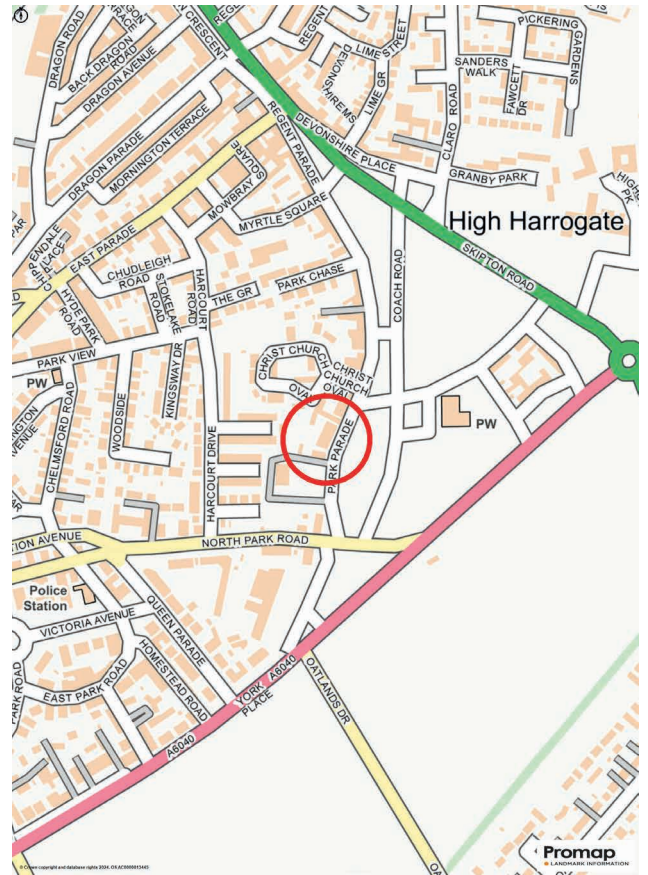 DRAGON ROAD
BACK DRAGON
ROAD
DRAGON AVENUE
DRAGON PARADE
MORNINGTON TERRACE
REGENT
LIME STREET
LIME GR
PICKERING
GARDENS
SANDERS
WALK
FAWCETT
DR
CLARO ROAD
REGENT PARADE
DEVONSHIRE PLACE
GRANBY PARK
MOWBRAY
SQUARE
MYRTLE SQUARE
High Harrogate
SKIPTON ROAD
EAST PARADE
CHUDLEIGH
ROAD
STOKELAKE
ROAD
HARCOURT
ROAD
THE GR
PARK CHASE
COACH ROAD
HYDE PARK
ROAD
PARK VIEW
PW
CHELMSFORD ROAD
WOODSIDE
KINGSWAY DR
CHRIST CHURCH
OVAL
CHRIST
CHURCH
OVAL
PW
PARK PARADE
HARCOURT DRIVE
NORTH PARK ROAD
ION AVENUE
Police
Station
VICTORIA AVENUE
QUEEN PARADE
HOMESTEAD ROAD
EAST PARK ROAD
PARK ROAD
YORK
PLACE
A6040
A6040
OATLANDS DR
Promap
LANDMARK INFORMATION